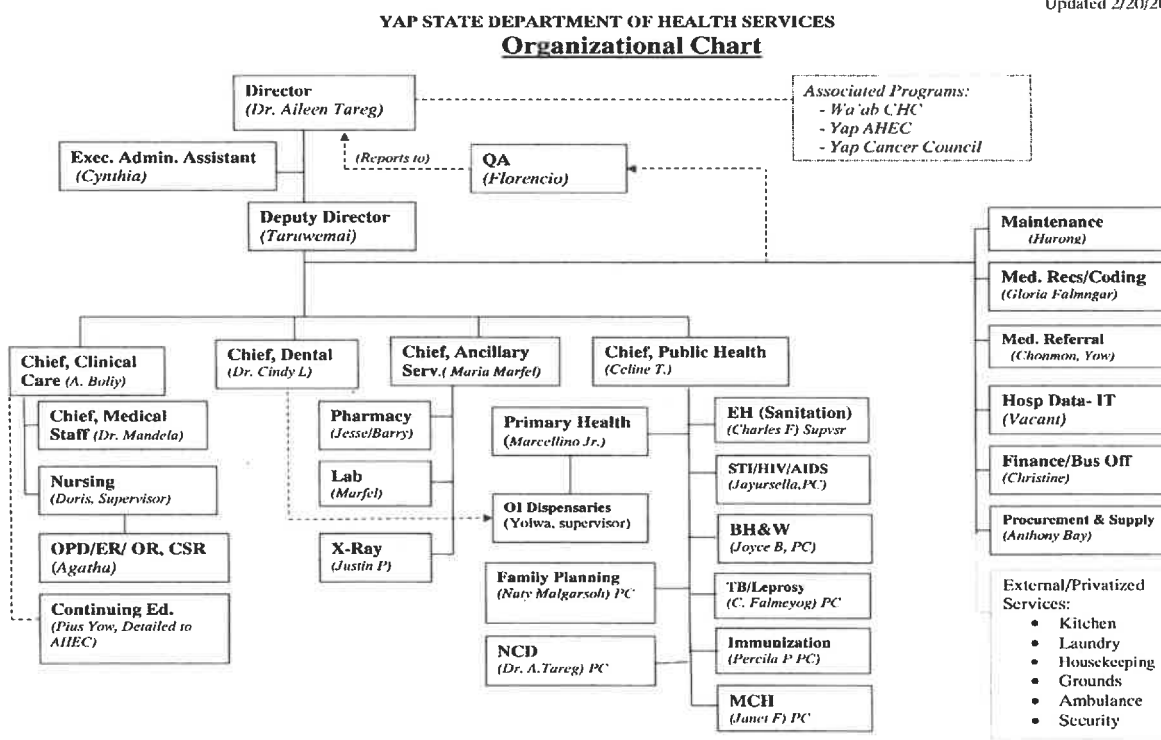 Updated 2/20/20
YAP STATE DEPARTMENT OF HEALTH SERVICES
Organizational Chart
Director
(Dr. Aileen Tareg)
Associated Programs:
- Wa'ab CHC
- Yap AHEC
- Yap Cancer Council
Exec. Admin. Assistant
(Cynthia)
(Reports to)
QA
(Florencio)
Deputy Director
(Taruwemai)
Maintenance
(Harong)
Med. Recs/Coding
(Gloria Falmngar)
Med. Referral
(Chonmon, Yow)
Hosp Data- IT
(Vacant)
Finance/Bus Off
(Christine)
Procurement & Supply
(Anthony Bay)
External/Privatized
Services:
• Kitchen
• Laundry
• Housekeeping
• Grounds
• Ambulance
• Security
Chief, Clinical
Care (A. Boliy)
Chief, Medical
Staff (Dr. Mandela)
Nursing
(Doris, Supervisor)
OPD/ER/ OR, CSR
(Agatha)
Continuing Ed.
(Pius Yow, Detailed to
AHEC)
Chief, Dental
(Dr. Cindy L)
Chief, Ancillary
Serv.( Maria Marfel)
Pharmacy
(Jesse/Barry)
Lab
(Marfel)
X-Ray
(Justin P)
Chief, Public Health
(Celine T.)
Primary Health
(Marcellino Jr.)
OI Dispensaries
(Yolwa, supervisor)
Family Planning
(Naty Malgarsoh) PC
NCD
(Dr. A.Tareg) PC
EH (Sanitation)
(Charles F) Supvsr
STI/HIV/AIDS
(Jayursella,PC)
BH&W
(Joyce B, PC)
TB/Leprosy
(C. Falmeyog) PC
Immunization
(Percila P PC)
MCH
(Janet F) PC